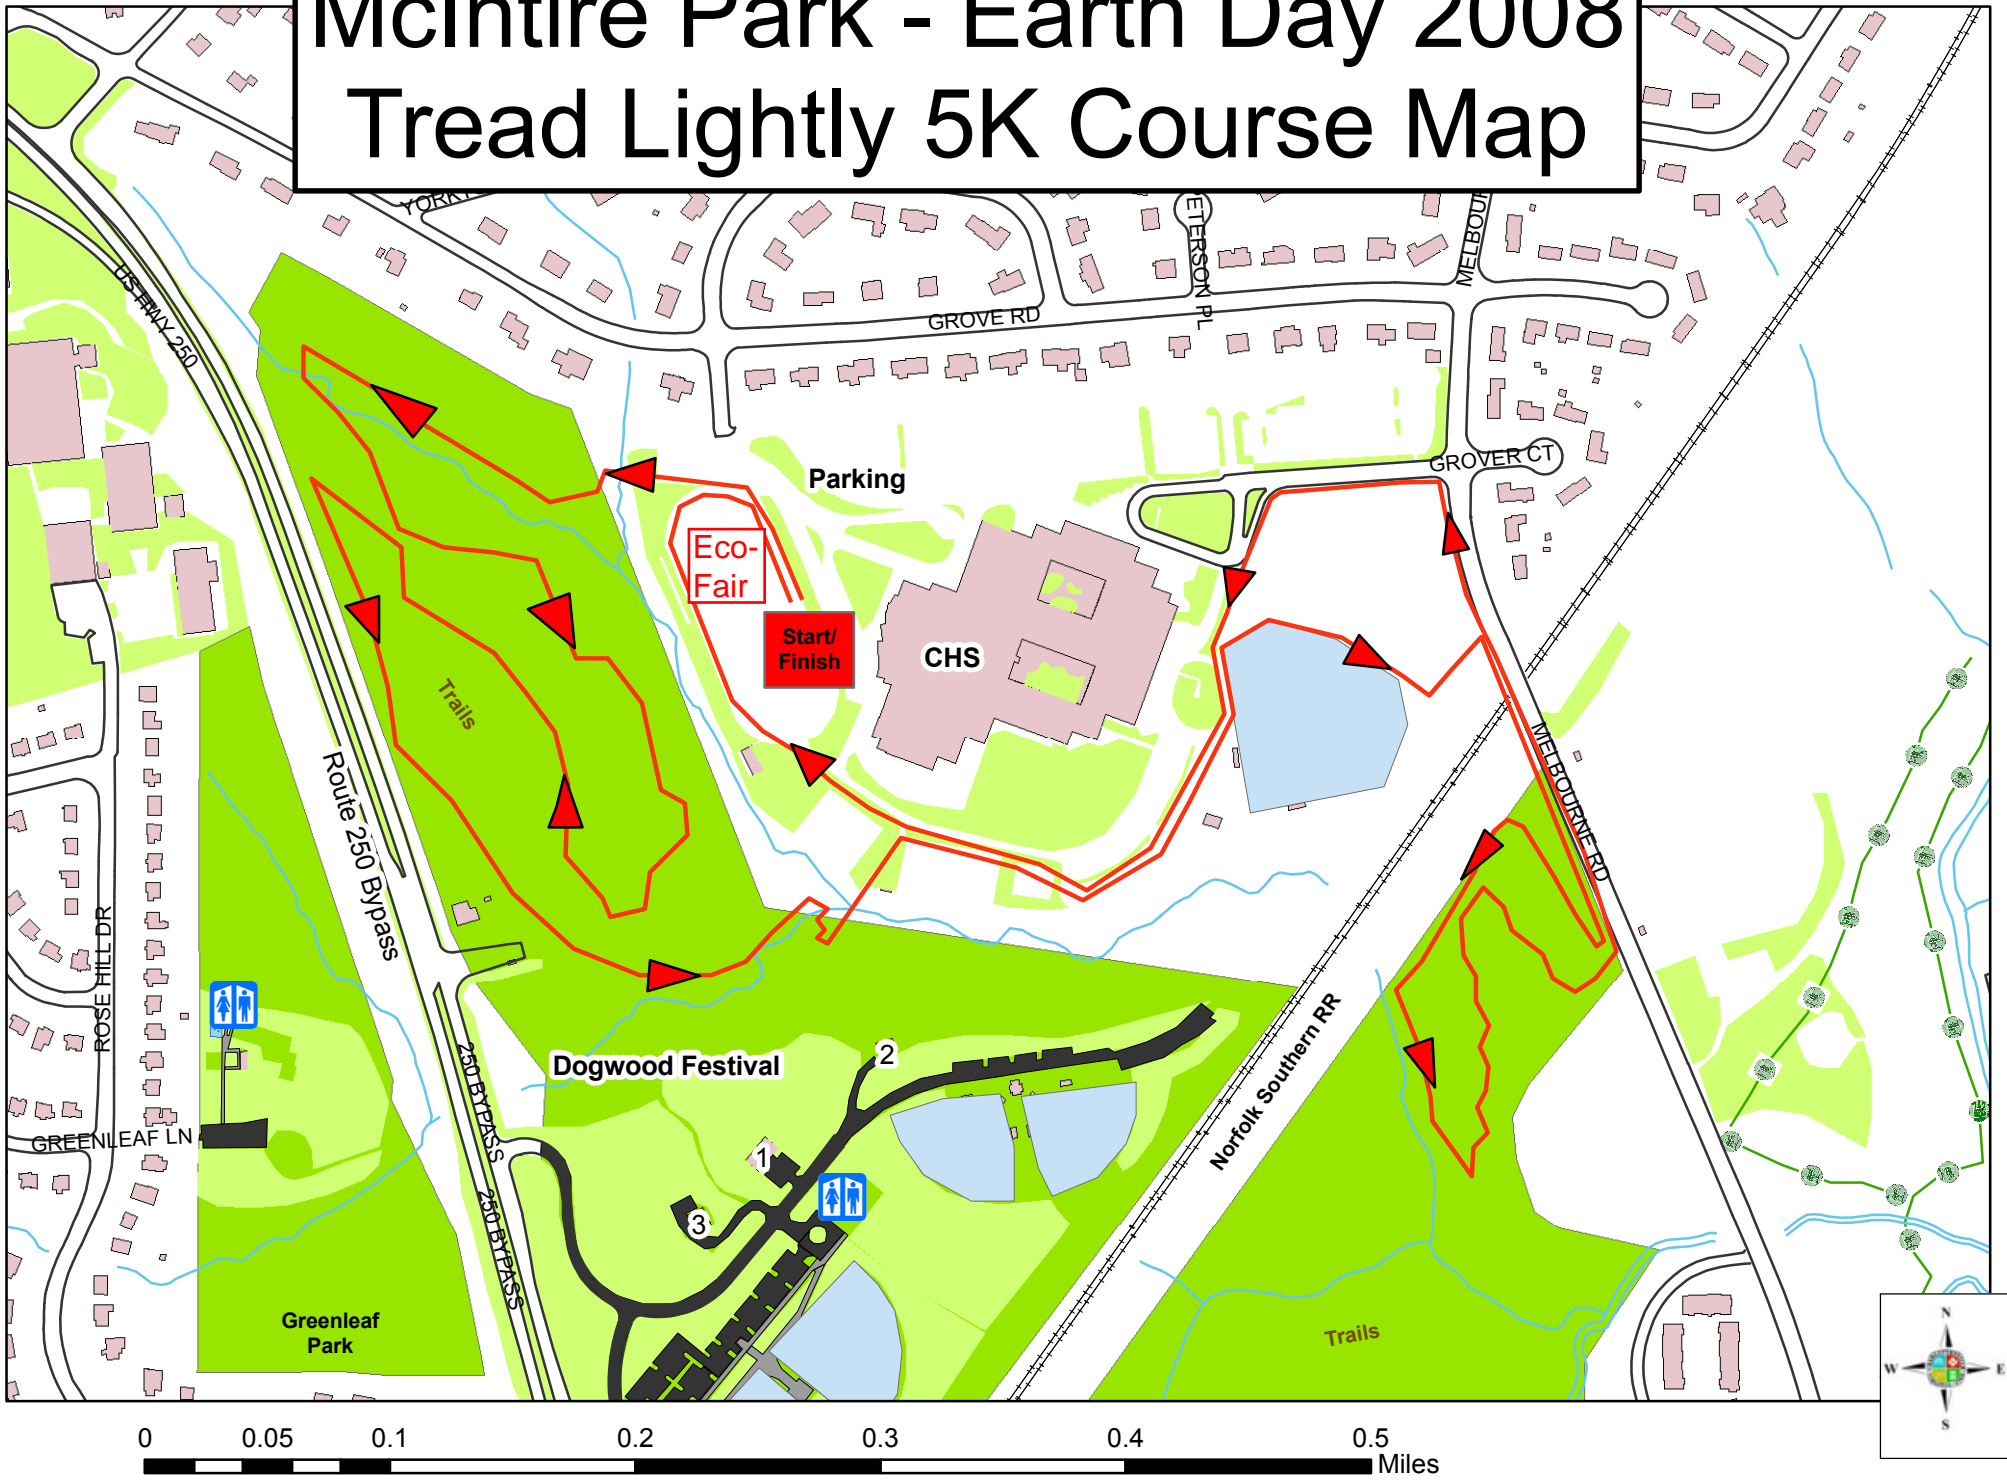 McIntire Park - Earth Day 2008
Tread Lightly 5K Course Map
US HWY 250
GROVE RD
GROVER CT
Parking
Eco-
Fair
Start/
Finish
CHS
Trails
Route 250 Bypass
MELBOURNE RD
ROSE HILL DR
Norfolk Southern RR
Dogwood Festival
2
250 BYPASS
GREENLEAF LN
1
3
250 BYPASS
Greenleaf
Park
Trails
N
W
E
S
0
0.05
0.1
0.2
0.3
0.4
0.5
Miles